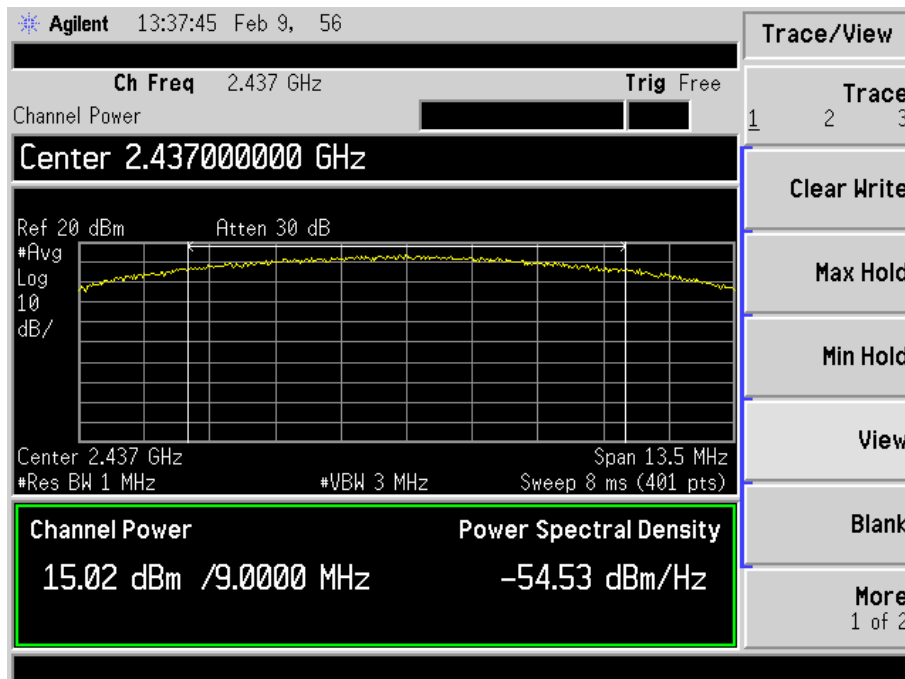 Agilent 13:37:45 Feb 9, 56
Trace/View
Ch Freq 2.437 GHz Trig Free
Channel Power
Trace
1 2 3
Center 2.437000000 GHz
Clear Write
Ref 20 dBm Atten 30 dB
#Avg
Log
10
dB/
Max Hold
Min Hold
View
Center 2.437 GHz Span 13.5 MHz
#Res BW 1 MHz #VBW 3 MHz Sweep 8 ms (401 pts)
Channel Power Power Spectral Density
15.02 dBm /9.0000 MHz -54.53 dBm/Hz
Blank
More
1 of 2